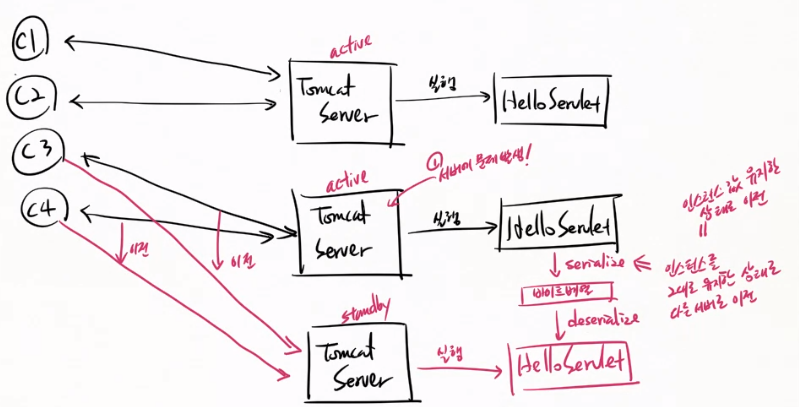 C1
C2
C3
C4
active
Tomcat
Server
실행
HelloServlet
① 서버에 문제 발생!
active
Tomcat
Server
실행
HelloServlet
이전
이전
인스턴스 값 유지한
상태로 이전
||
serialize
인스턴스를
그대로 유지한 상태로
다른 서버로 이전
바이트배열
deserialize
standby
Tomcat
Server
실행
HelloServlet